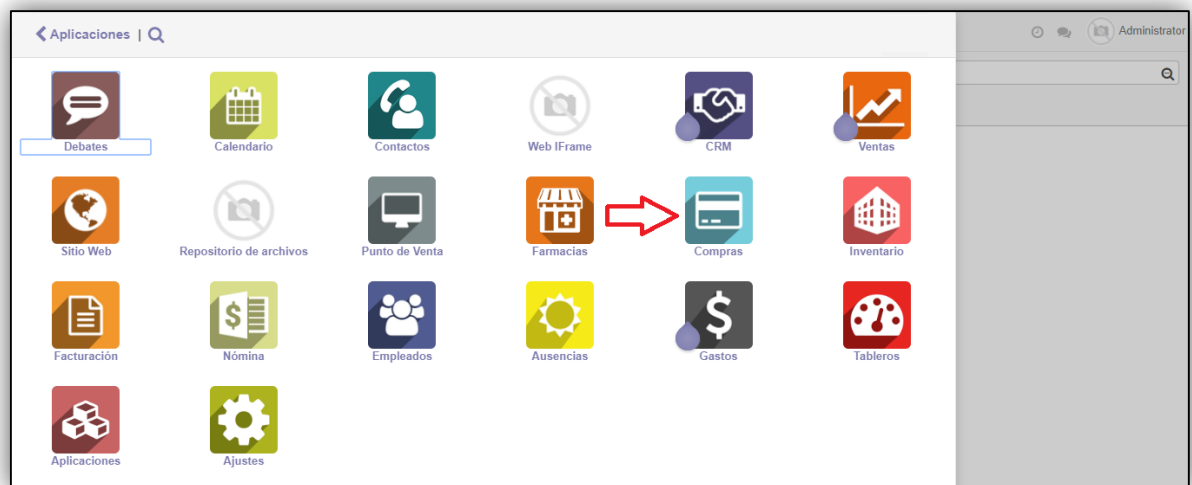 Aplicaciones |
Administrator
Debates
Calendario
Contactos
Web IFrame
CRM
Ventas
Sitio Web
Repositorio de archivos
Punto de Venta
Farmacias
Compras
Inventario
Facturación
Nómina
Empleados
Ausencias
Gastos
Tableros
Aplicaciones
Ajustes